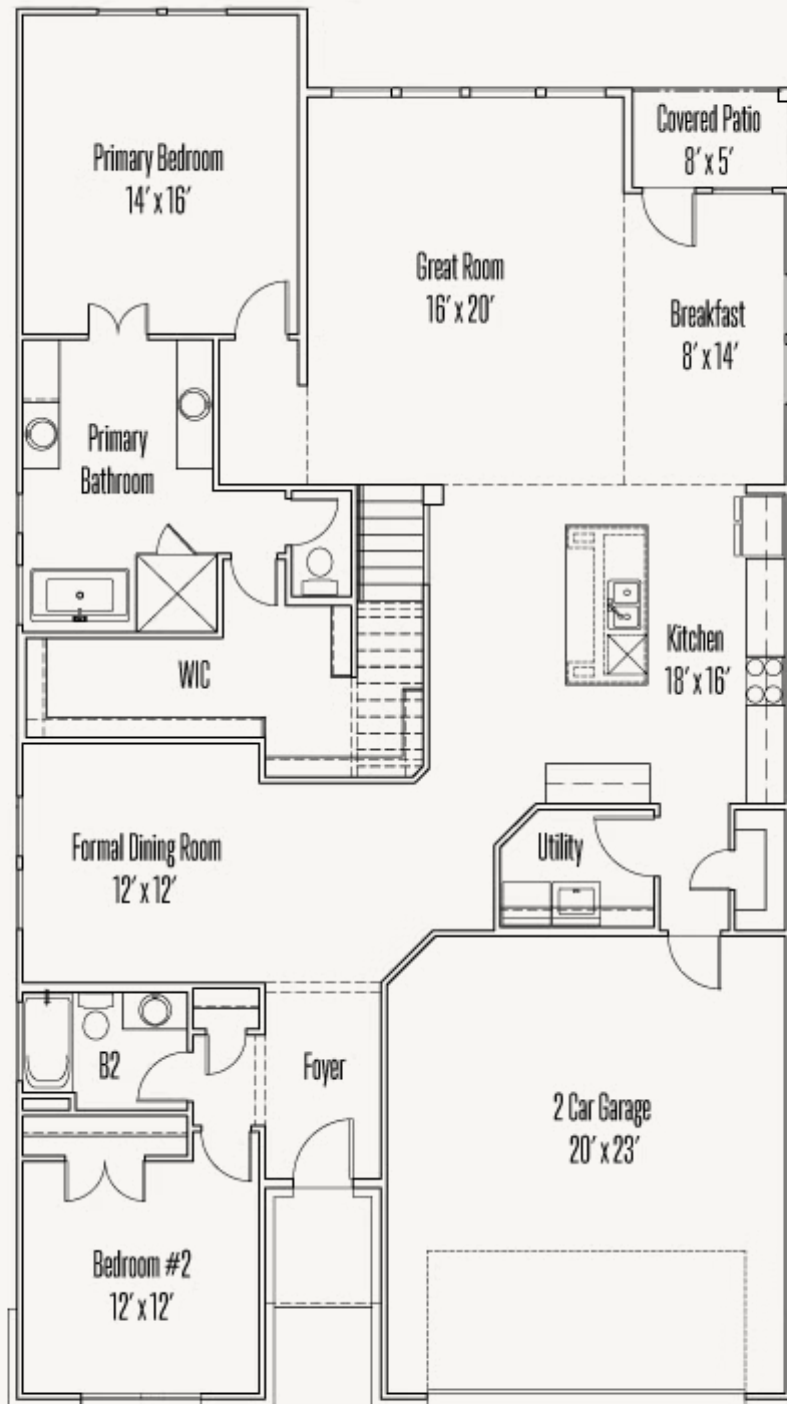 Primary Bedroom
14' x 16'
Covered Patio
8' x 5'
Great Room
16' x 20'
Breakfast
8' x 14'
Primary
Bathroom
Kitchen
18' x 16'
WIC
Formal Dining Room
12' x 12'
Utility
B2
Foyer
2 Car Garage
20' x 23'
Bedroom #2
12' x 12'